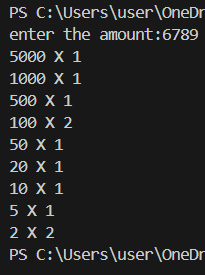 PS C:\Users\user\OneDr
enter the amount:6789
5000 X 1
1000 X 1
500 X 1
100 X 2
50 X 1
20 X 1
10 X 1
5 X 1
2 X 2
PS C:\Users\user\OneDr